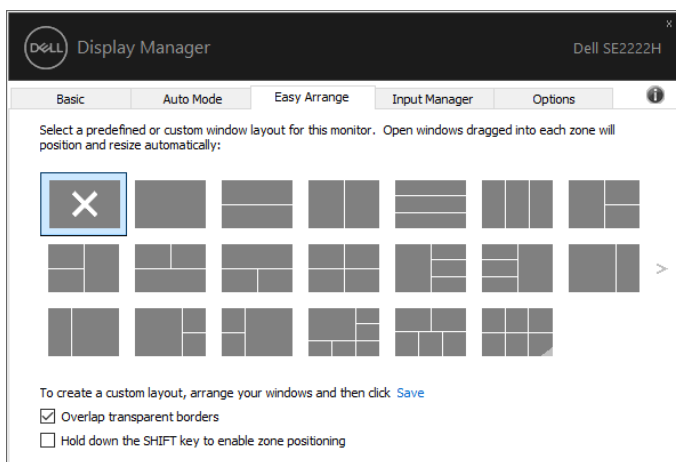 x
DELL Display Manager Dell SE2222H
Basic Auto Mode Easy Arrange Input Manager Options i
Select a predefined or custom window layout for this monitor. Open windows dragged into each zone will
position and resize automatically:
>
To create a custom layout, arrange your windows and then click Save
Overlap transparent borders
Hold down the SHIFT key to enable zone positioning